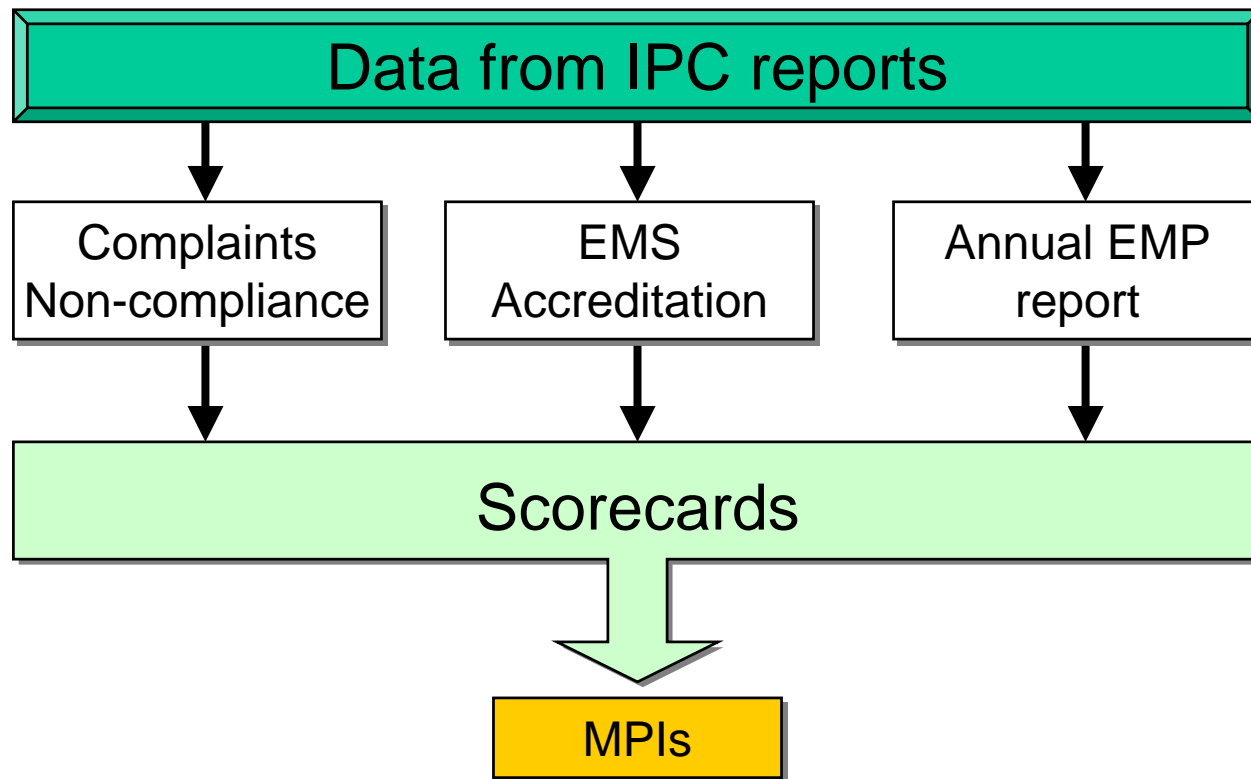 Data from IPC reports
Complaints
Non-compliance
EMS
Accreditation
Annual EMP
report
Scorecards
MPIs